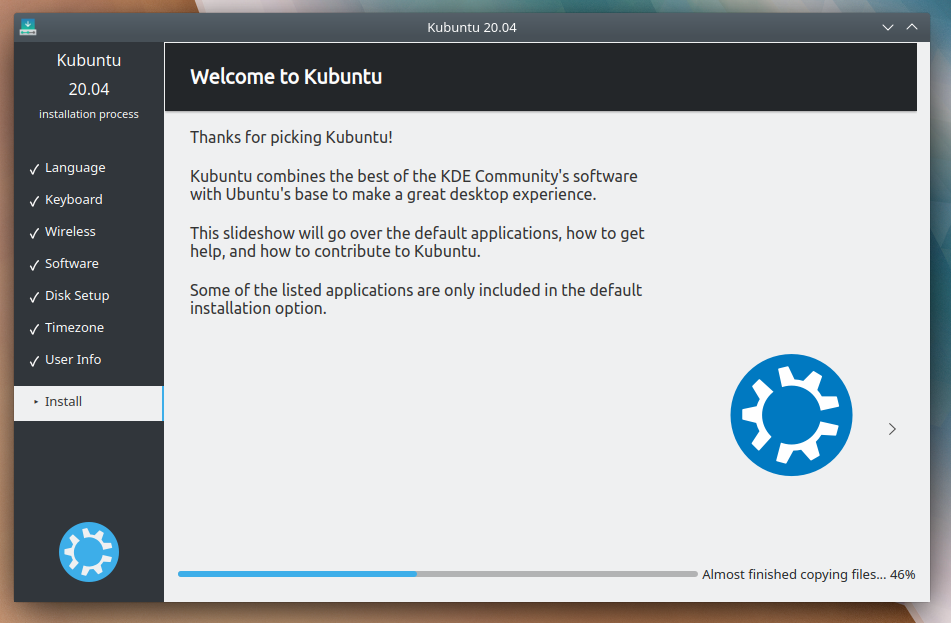 Kubuntu 20.04
Kubuntu
20.04
installation process
Language
Keyboard
Wireless
Software
Disk Setup
Timezone
User Info
Install
Welcome to Kubuntu
Thanks for picking Kubuntu!
Kubuntu combines the best of the KDE Community's software
with Ubuntu's base to make a great desktop experience.
This slideshow will go over the default applications, how to get
help, and how to contribute to Kubuntu.
Some of the listed applications are only included in the default
installation option.
Almost finished copying files... 46%